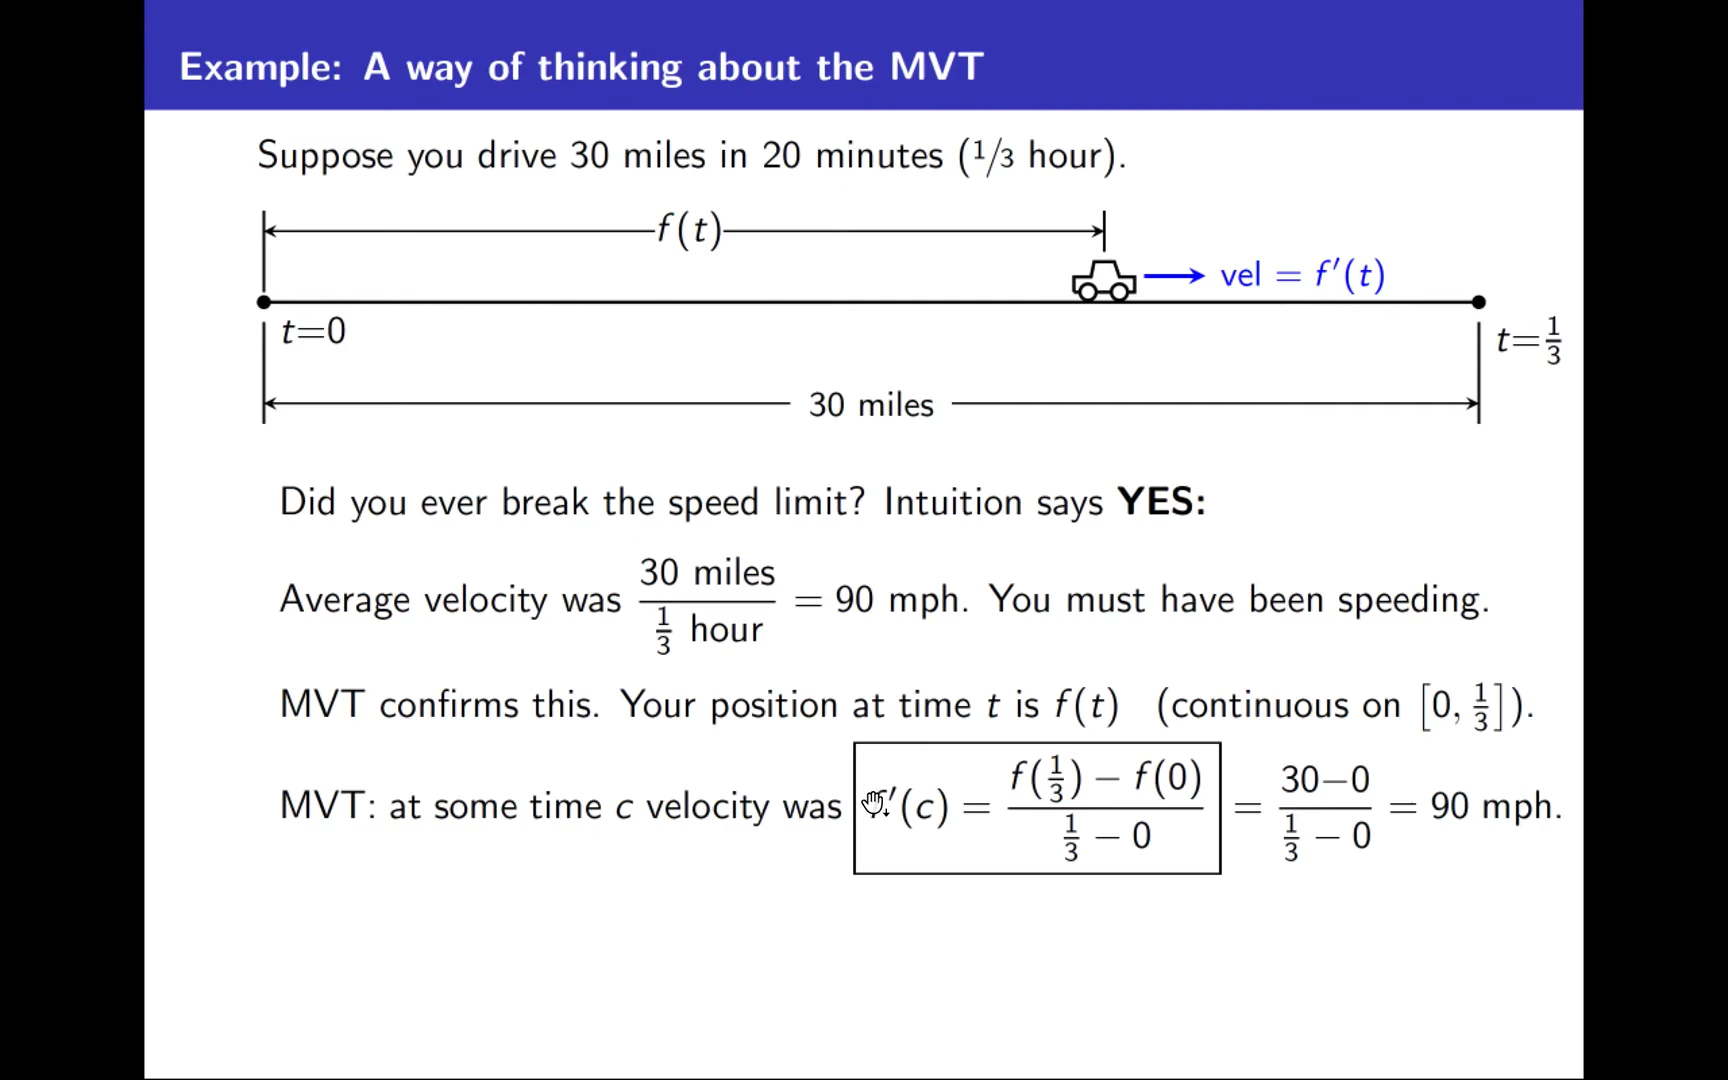 Example: A way of thinking about the MVT
Suppose you drive 30 miles in 20 minutes (1/3 hour).
f(t)
vel = f′(t)
t=0
t=1/3
30 miles
Did you ever break the speed limit? Intuition says YES:
Average velocity was 30 miles / 1/3 hour = 90 mph. You must have been speeding.
MVT confirms this. Your position at time t is f(t) (continuous on [0, 1/3]).
MVT: at some time c velocity was f′(c) = f(1/3) − f(0) / 1/3 − 0 = 30−0 / 1/3 − 0 = 90 mph.